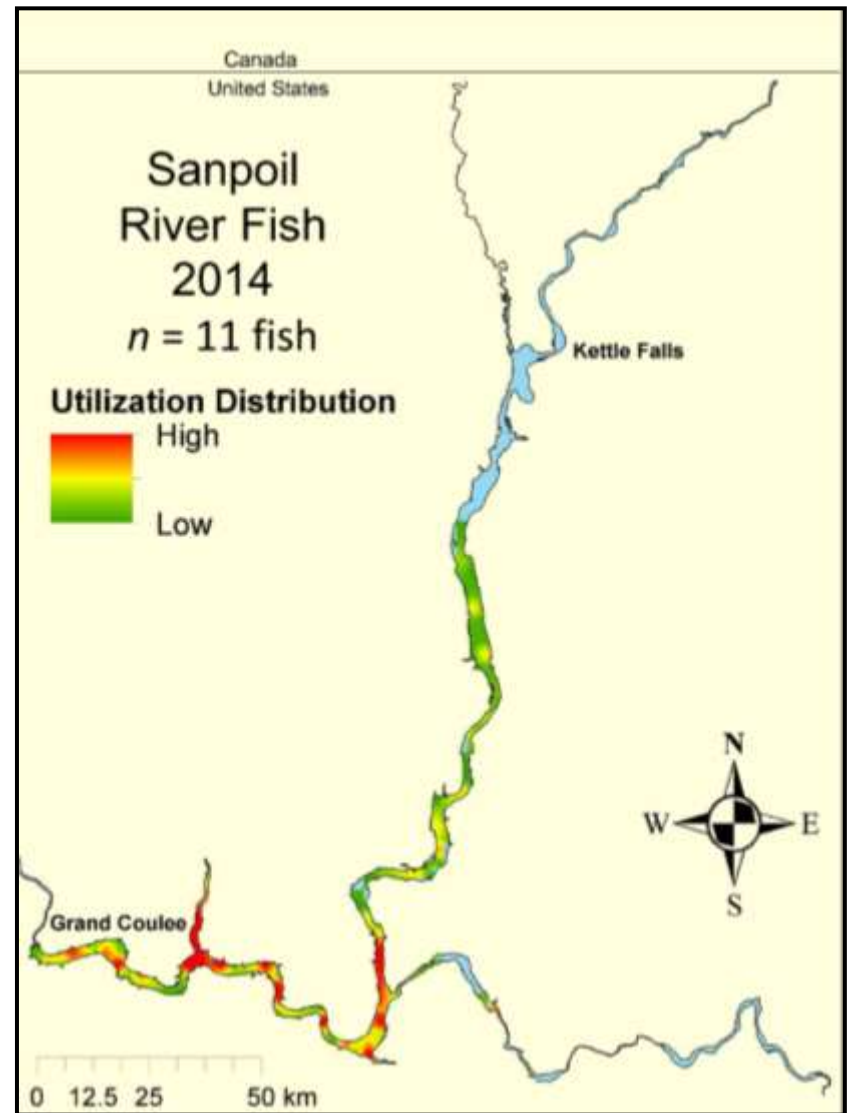 Canada
United States
Sanpoil
River Fish
2014
n = 11 fish
Utilization Distribution
High
Low
Kettle Falls
N
W E
S
Grand Coulee
0 12.5 25 50 km